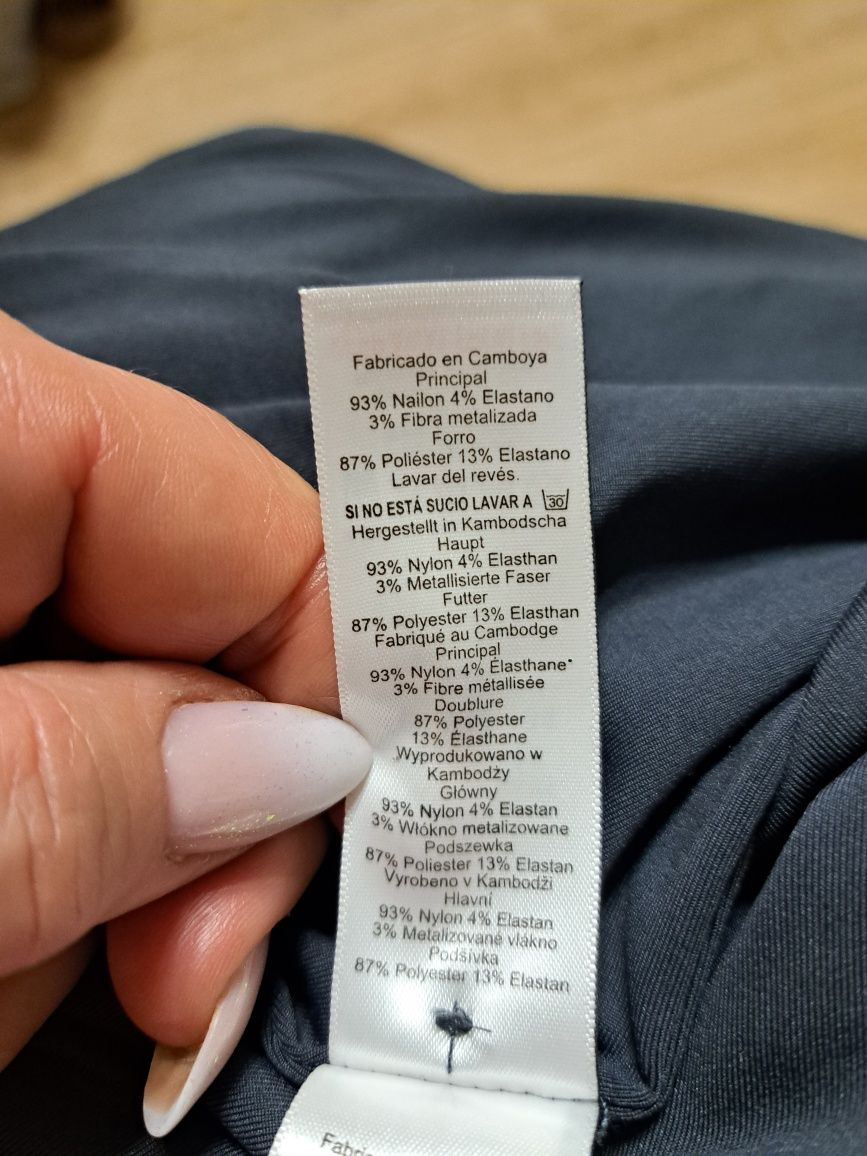 Fabricado en Camboya
Principal
93% Nailon 4% Elastano
3% Fibra metalizada
Forro
87% Poliéster 13% Elastano
Lavar del revés.
SI NO ESTÁ SUCIO LAVAR A 30
Hergestellt in Kambodscha
Haupt
93% Nylon 4% Elasthan
3% Metallisierte Faser
Futter
87% Polyester 13% Elasthan
Fabriqué au Cambodge
Principal
93% Nylon 4% Élasthane*
3% Fibre métallisée
Doublure
87% Polyester
13% Élasthane
Wyprodukowano w
Kambodży
Główny
93% Nylon 4% Elastan
3% Włókno metalizowane
Podszewka
87% Poliester 13% Elastan
Vyrobeno v Kambodži
Hlavní
93% Nylon 4% Elastan
3% Metalizované vlákno
Podšívka
87% Polyester 13% Elastan